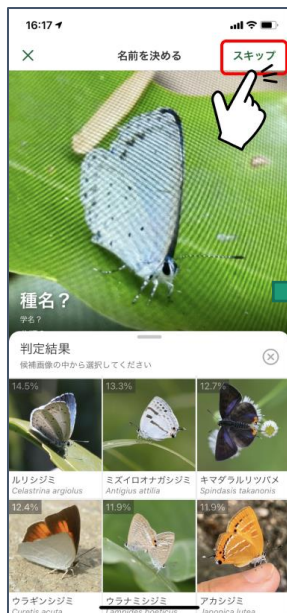 16:17
名前を決める
スキップ
種名？
学名？
判定結果
候補画像の中から選択してください
14.5%
13.3%
12.7%
ルリシジミ
ミズイロオナガシジミ
キマダラルリツバメ
Celastrina argiolus
Antigius attilia
Spindasis takanonis
12.4%
11.9%
11.9%
ウラギンシジミ
ウラナミシジミ
アカシジミ
Curetis acuta
Lampides boeticus
Japonica lutea